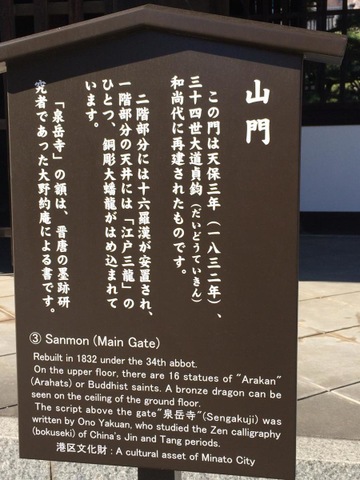 山門
この門は天保三年(一八三二年)、
三十四世大道貞鈞(だいどうていきん)
和尚代に再建されたものです。
二階部分には十六羅漢が安置され、
一階部分の天井には「江戸三龍」の
ひとつ、銅彫大蟠龍がはめ込まれて
います。
「泉岳寺」の額は、晋唐の墨跡研
究者であった大野約庵による書です。
③ Sanmon (Main Gate)
Rebuilt in 1832 under the 34th abbot.
On the upper floor, there are 16 statues of "Arakan"
(Arahats) or Buddhist saints. A bronze dragon can be
seen on the ceiling of the ground floor.
The script above the gate"泉岳寺"(Sengakuji) was
written by Ono Yakuan, who studied the Zen calligraphy
(bokuseki) of China's Jin and Tang periods.
港区文化財 : A cultural asset of Minato City